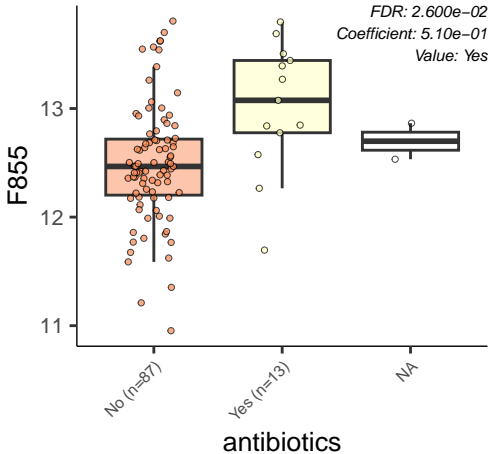 FDR: 2.600e−02
Coefficient: 5.10e−01
Value: Yes
F855
13
12
11
No (n=87)
Yes (n=13)
NA
antibiotics